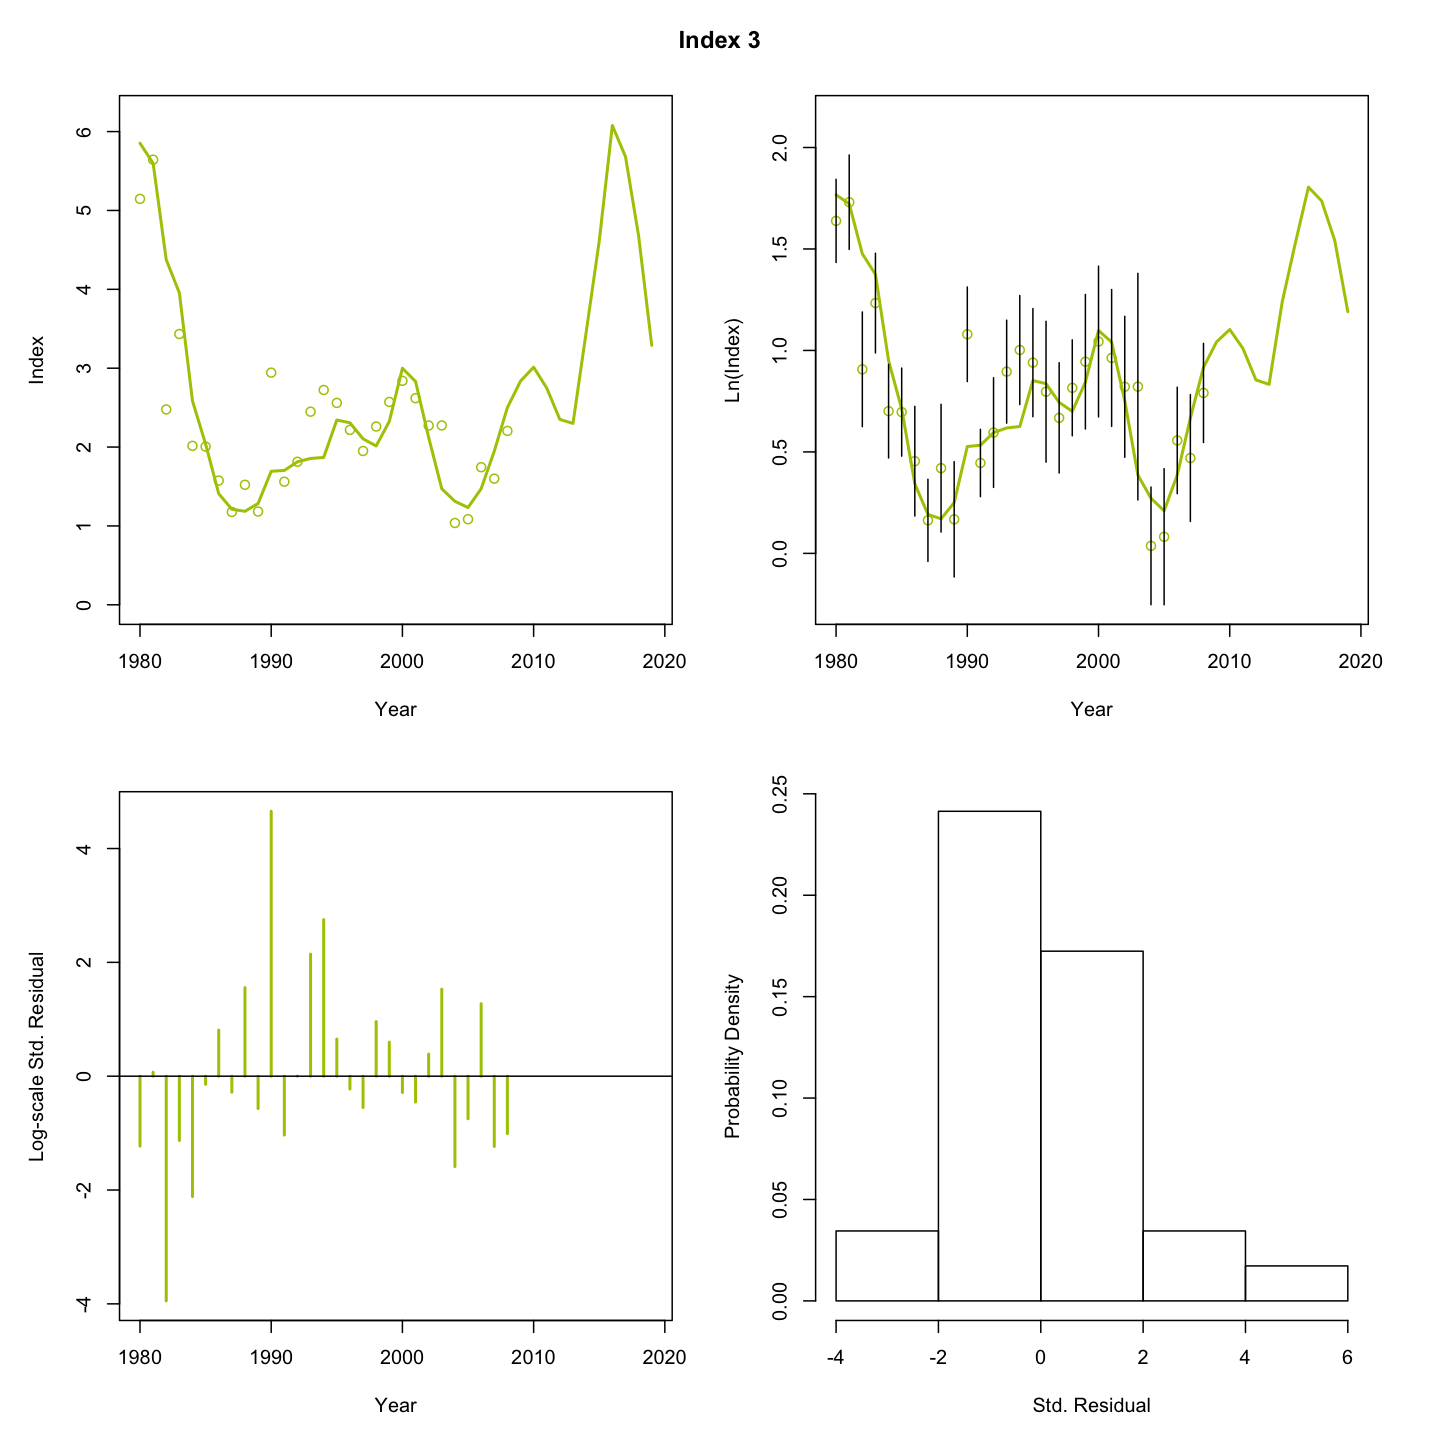 Index 3
6
5
4
3
2
1
0
Index
1980 1990 2000 2010 2020
Year
2.0
1.5
1.0
0.5
0.0
Ln(Index)
1980 1990 2000 2010 2020
Year
4
2
0
-2
-4
Log-scale Std. Residual
1980 1990 2000 2010 2020
Year
0.25
0.20
0.15
0.10
0.05
0.00
Probability Density
-4 -2 0 2 4 6
Std. Residual